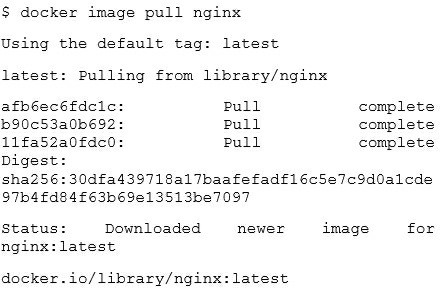 $ docker image pull nginx
Using the default tag: latest
latest: Pulling from library/nginx
afb6ec6fdc1c: Pull complete
b90c53a0b692: Pull complete
11fa52a0fdc0: Pull complete
Digest:
sha256:30dfa439718a17baafefadf16c5e7c9d0a1cde
97b4fd84f63b69e13513be7097
Status: Downloaded newer image for
nginx:latest
docker.io/library/nginx:latest